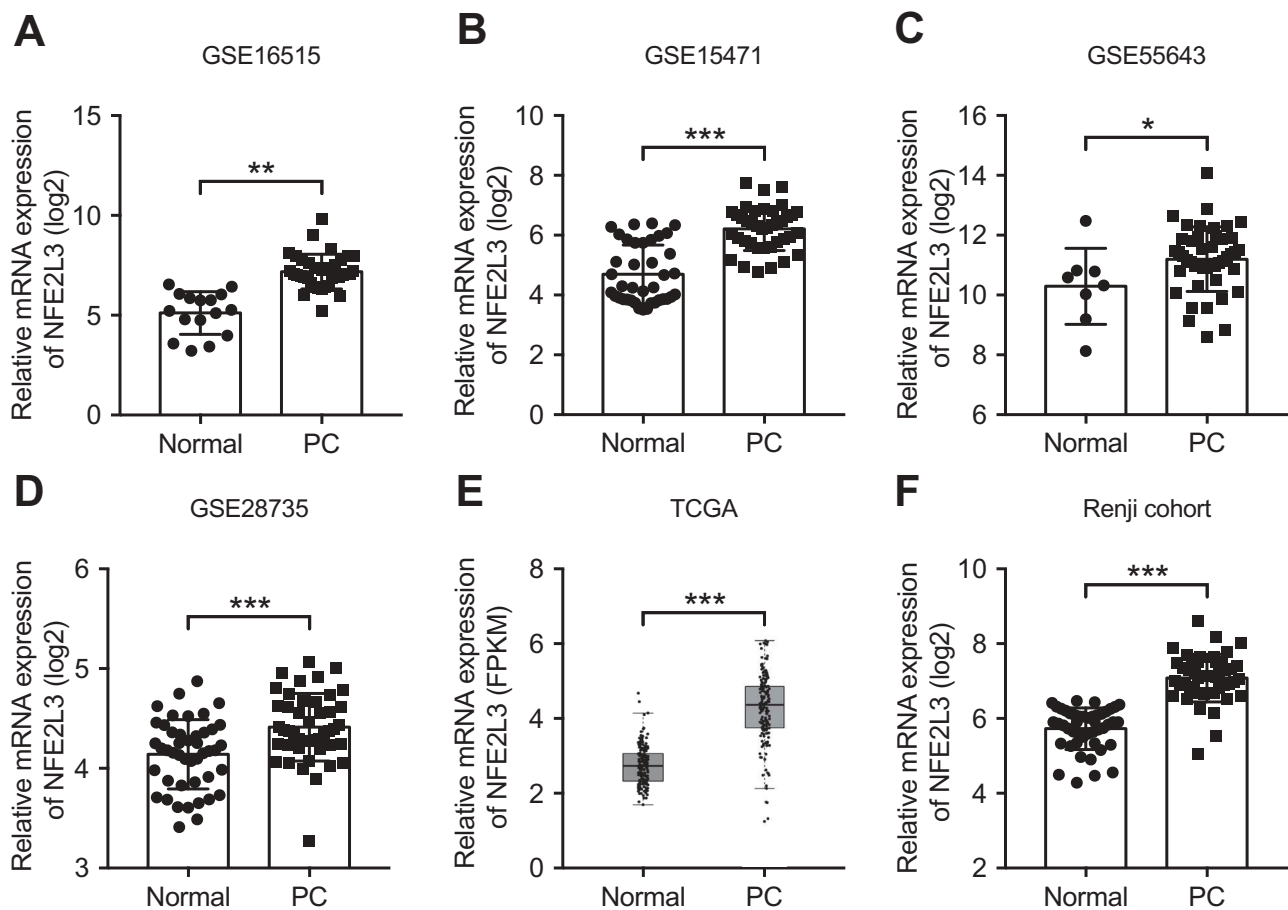 A
GSE16515
Relative mRNA expression
of NFE2L3 (log2)
15
10
5
0
**
Normal
PC
B
GSE15471
Relative mRNA expression
of NFE2L3 (log2)
10
8
6
4
2
0
***
Normal
PC
C
GSE55643
Relative mRNA expression
of NFE2L3 (log2)
16
14
12
10
8
6
*
Normal
PC
D
GSE28735
Relative mRNA expression
of NFE2L3 (log2)
6
5
4
3
***
Normal
PC
E
TCGA
Relative mRNA expression
of NFE2L3 (FPKM)
8
6
4
2
0
***
Normal
PC
F
Renji cohort
Relative mRNA expression
of NFE2L3 (log2)
10
8
6
4
2
***
Normal
PC